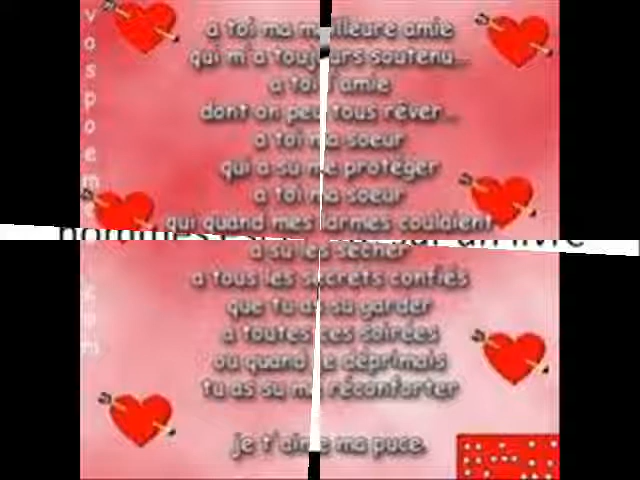 a toi ma meilleure amie
qui m'a toujours soutenu...
a toi l'amie
dont on peu tous rêver...
a toi ma soeur
qui a su me proteger
a toi ma soeur
qui quand mes larmes coulaient
a su les sécher
a tous les secrets confiés
que tu as su garder
a toutes ces soirées
ou quand je déprimais
tu as su me réconforter
je t'aime ma puce.